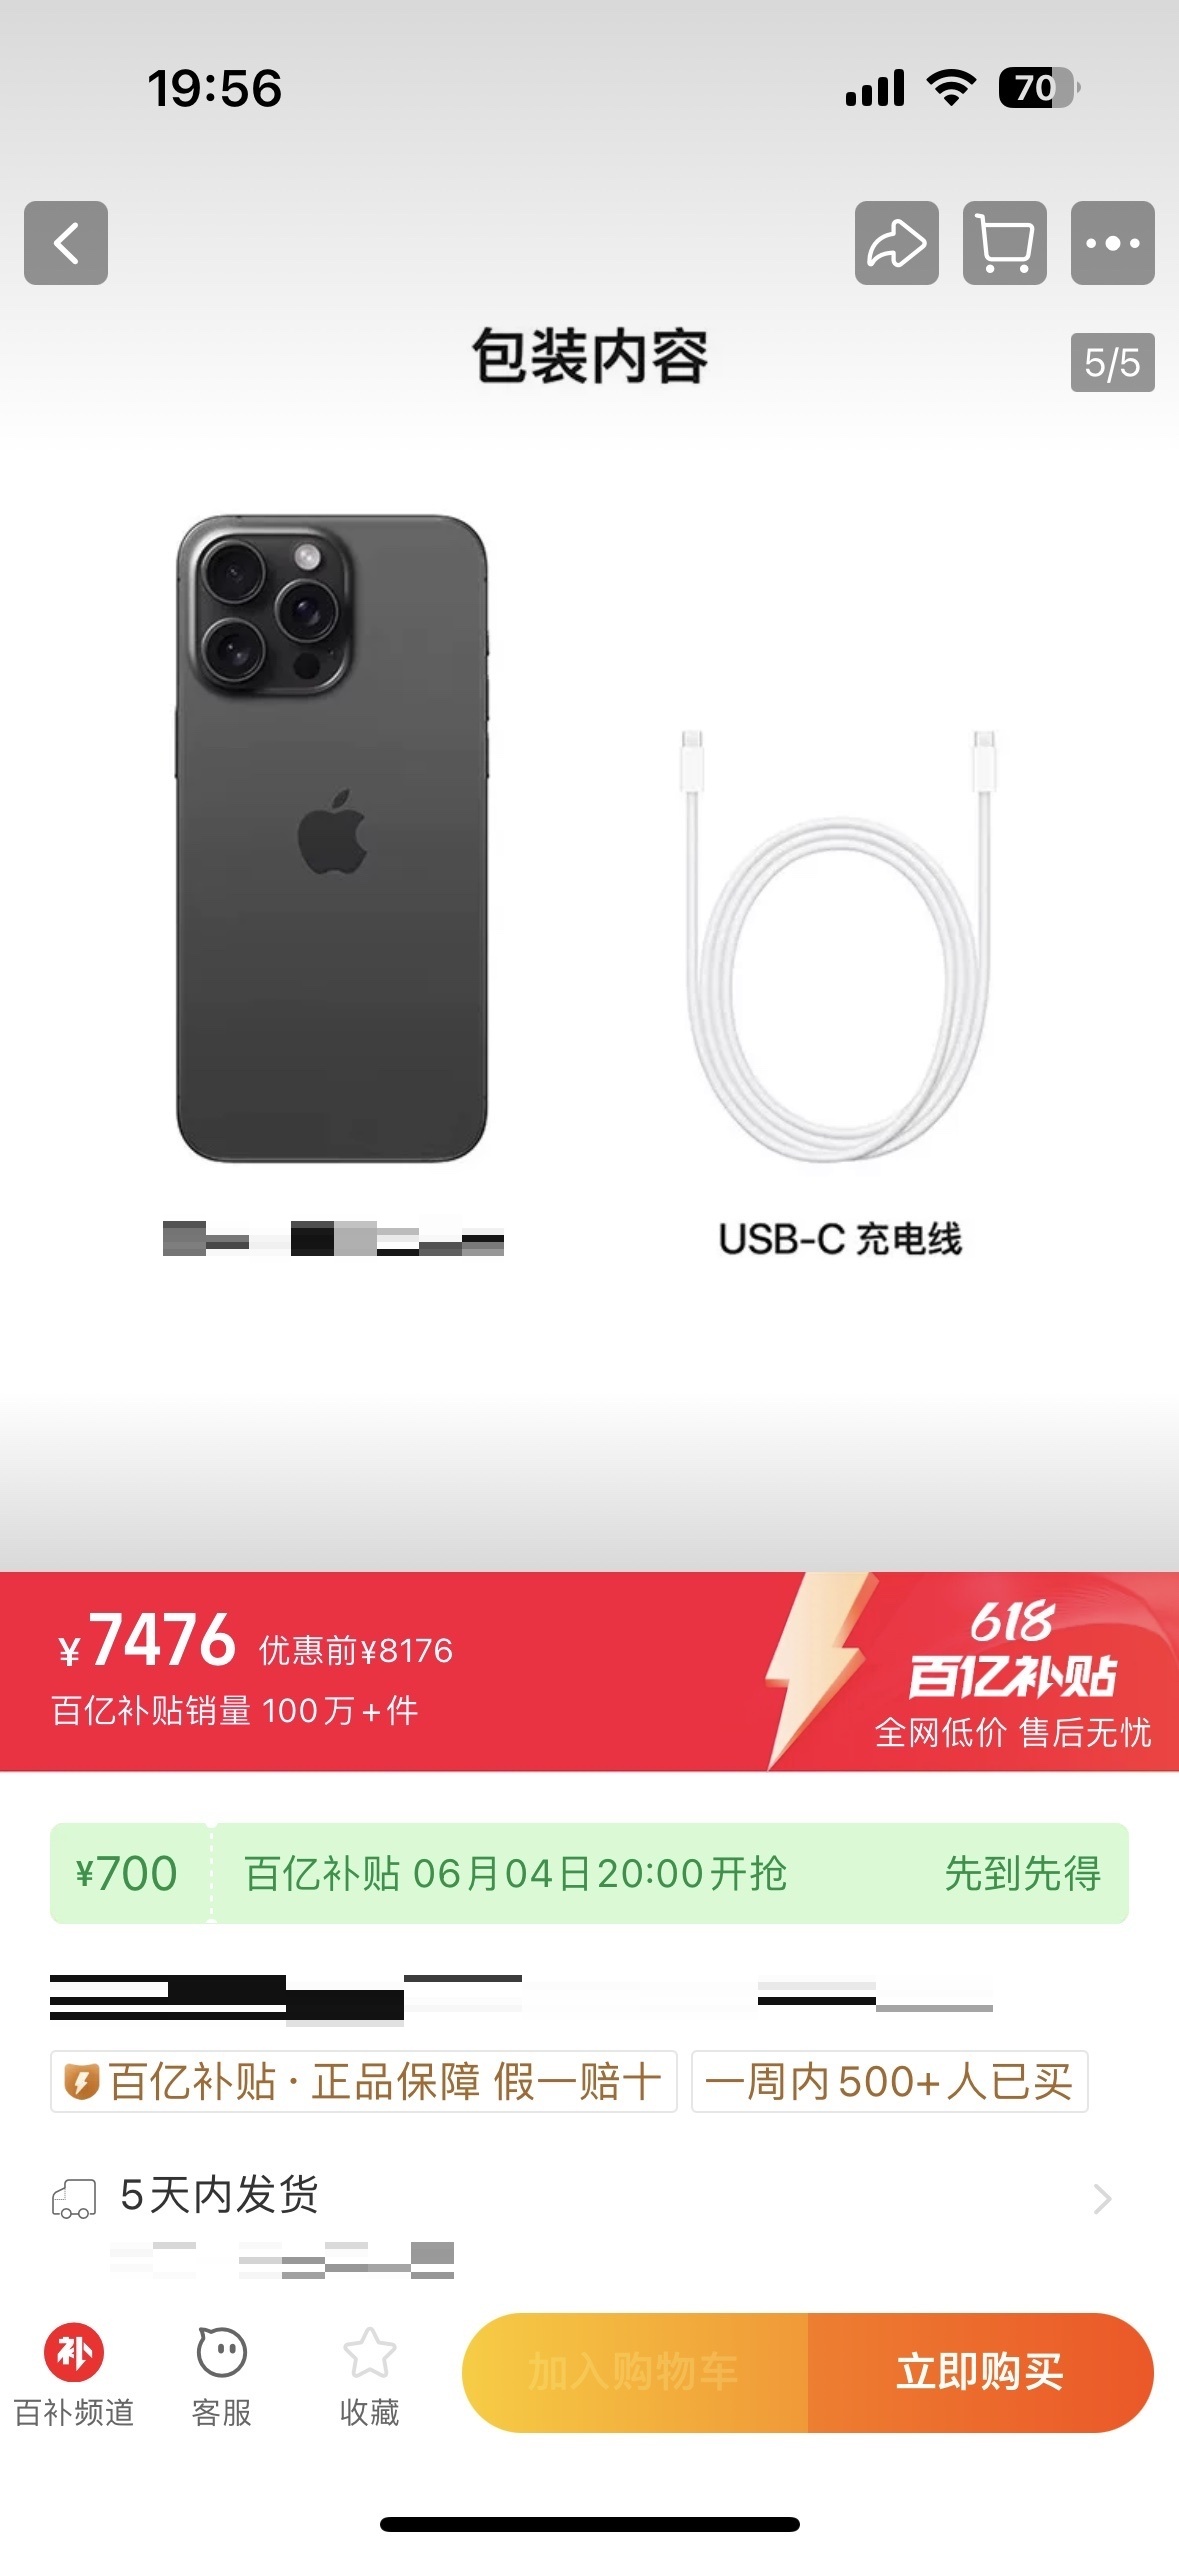 19:56
70
包装内容
5/5
USB-C 充电线
¥7476 优惠前¥8176
百亿补贴销量 100万+件
618
百亿补贴
全网低价 售后无忧
¥700 百亿补贴 06月04日20:00开抢 先到先得
百亿补贴·正品保障 假一赔十 一周内500+人已买
5天内发货
补
百补频道 客服 收藏 加入购物车 立即购买